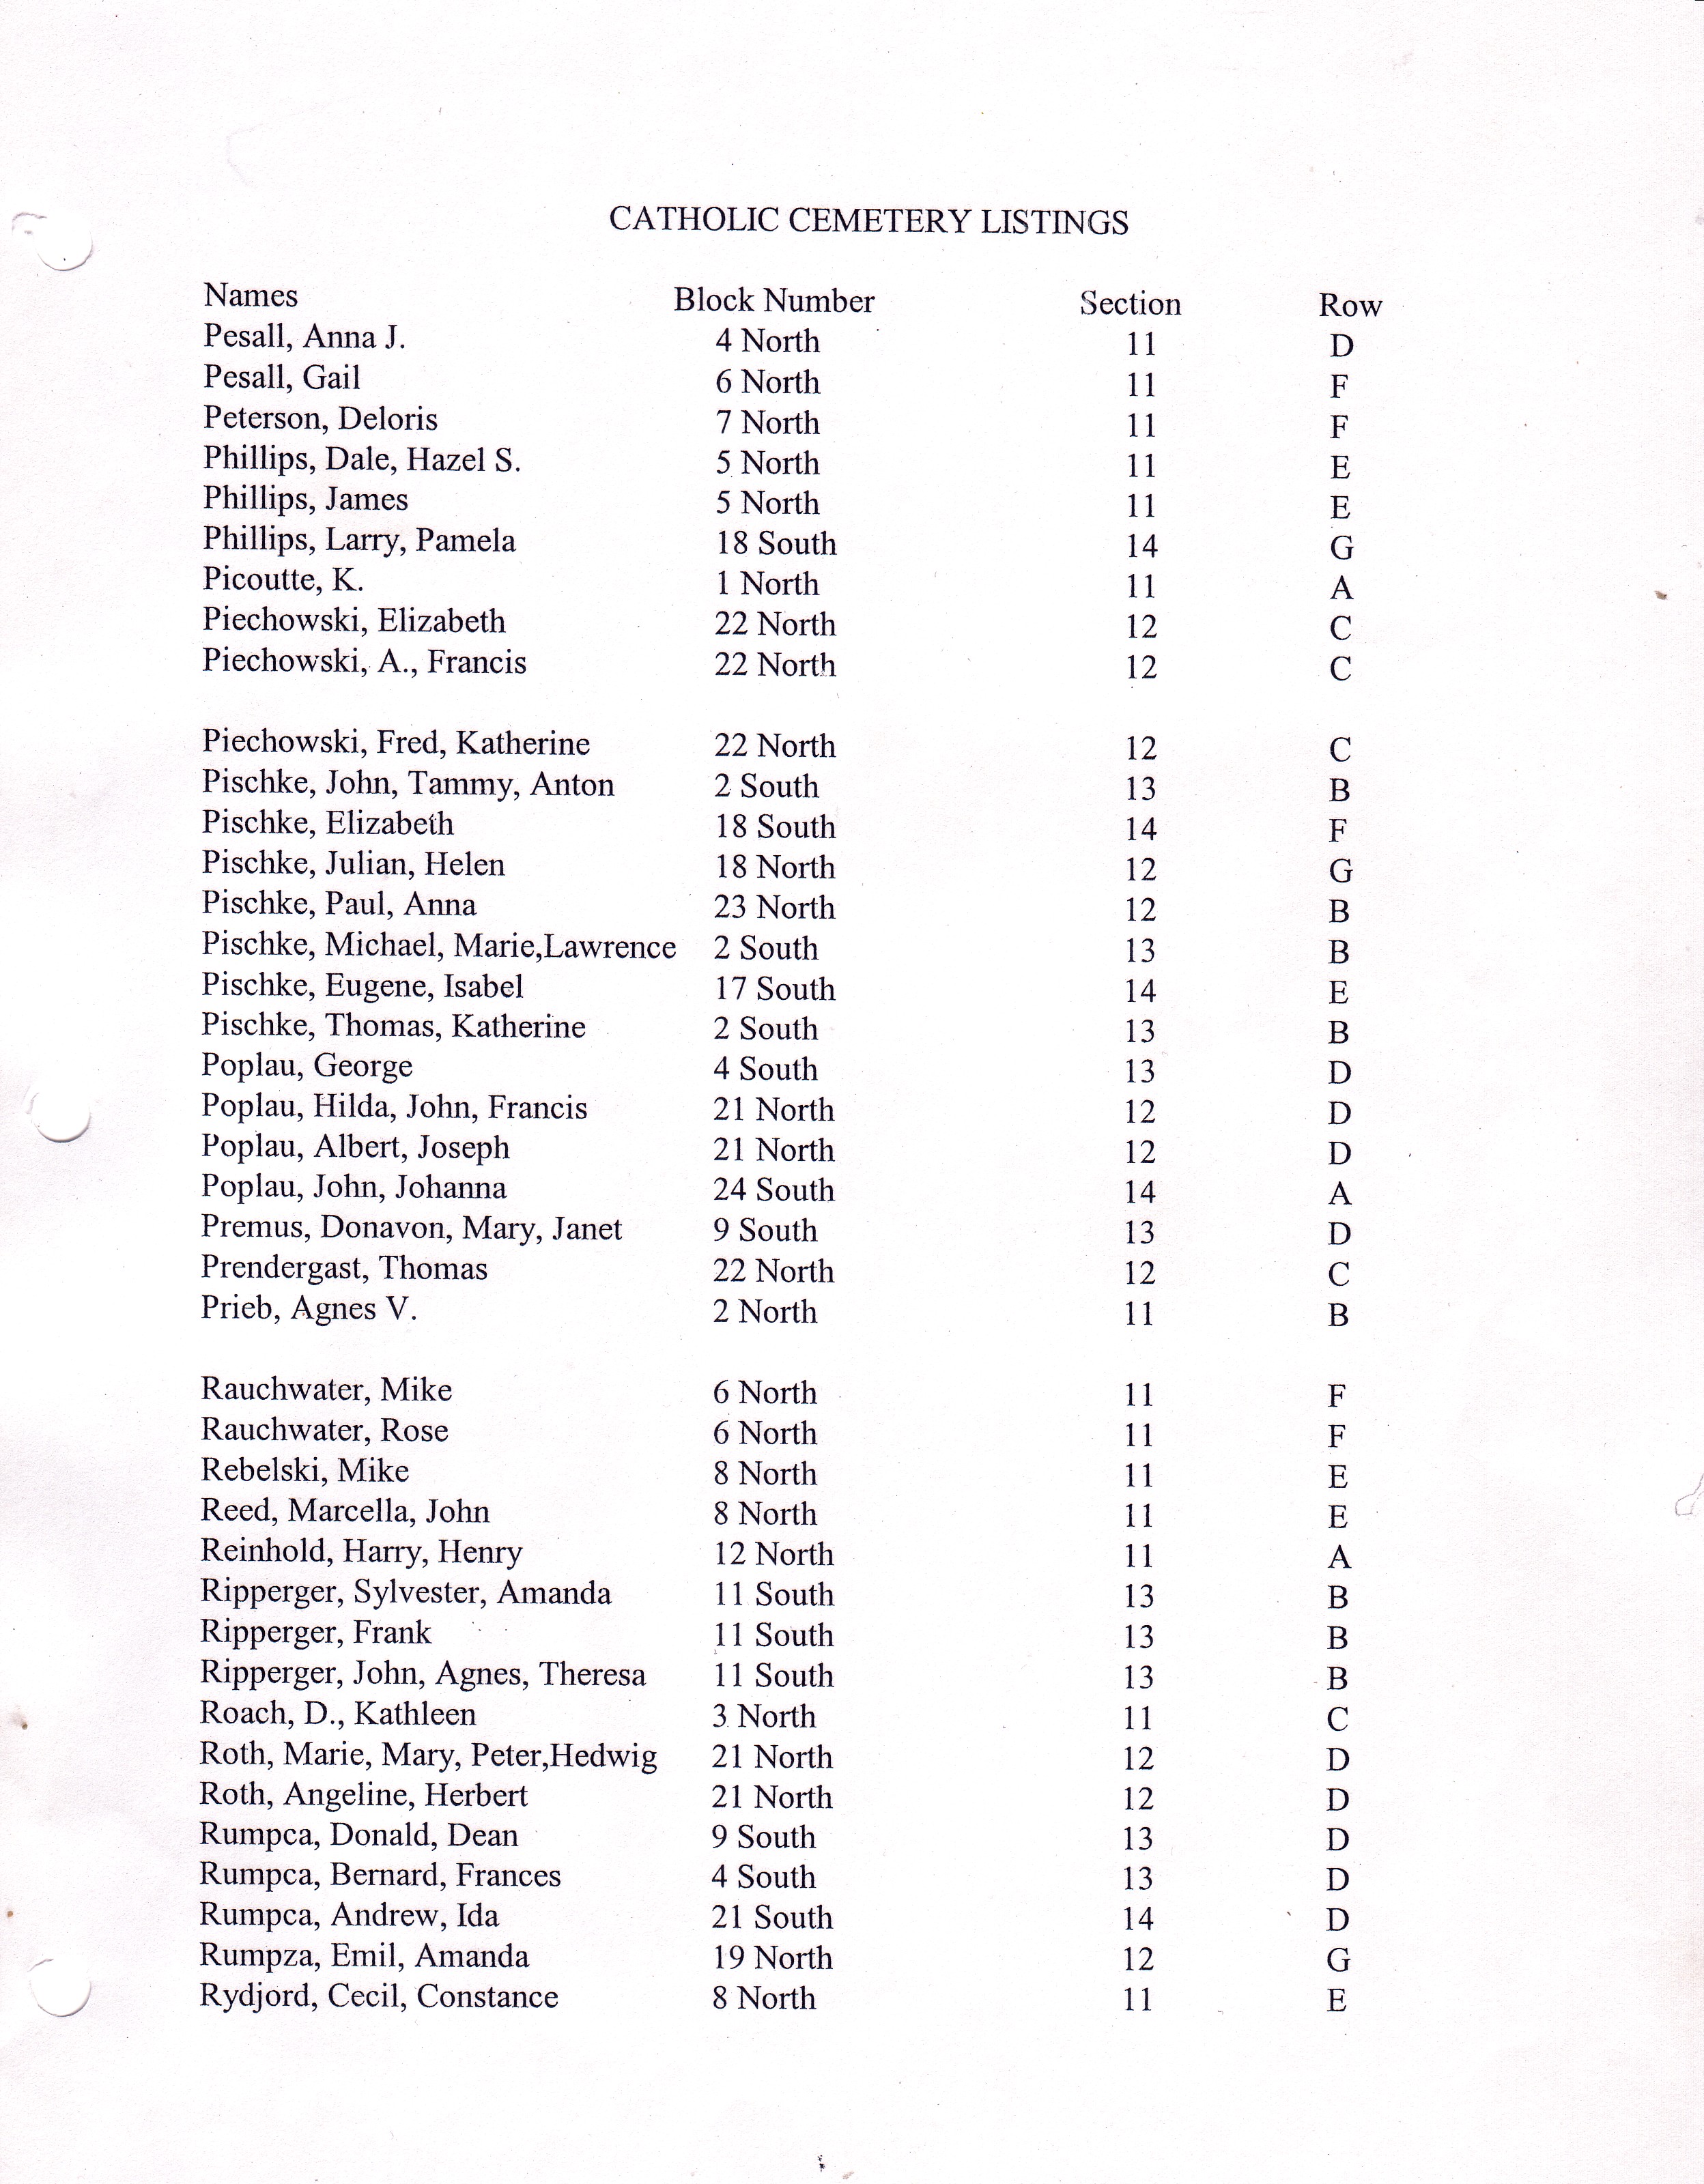 CATHOLIC CEMETERY LISTINGS
Names Block Number Section Row
Pesall, Anna J. 4 North 11 D
Pesall, Gail 6 North 11 F
Peterson, Deloris 7 North 11 F
Phillips, Dale, Hazel S. 5 North 11 E
Phillips, James 5 North 11 E
Phillips, Larry, Pamela 18 South 14 G
Picoutte, K. 1 North 11 A
Piechowski, Elizabeth 22 North 12 C
Piechowski, A., Francis 22 North 12 C
Piechowski, Fred, Katherine 22 North 12 C
Pischke, John, Tammy, Anton 2 South 13 B
Pischke, Elizabeth 18 South 14 F
Pischke, Julian, Helen 18 North 12 G
Pischke, Paul, Anna 23 North 12 B
Pischke, Michael, Marie,Lawrence 2 South 13 B
Pischke, Eugene, Isabel 17 South 14 E
Pischke, Thomas, Katherine 2 South 13 B
Poplau, George 4 South 13 D
Poplau, Hilda, John, Francis 21 North 12 D
Poplau, Albert, Joseph 21 North 12 D
Poplau, John, Johanna 24 South 14 A
Premus, Donavon, Mary, Janet 9 South 13 D
Prendergast, Thomas 22 North 12 C
Prieb, Agnes V. 2 North 11 B
Rauchwater, Mike 6 North 11 F
Rauchwater, Rose 6 North 11 F
Rebelski, Mike 8 North 11 E
Reed, Marcella, John 8 North 11 E
Reinhold, Harry, Henry 12 North 11 A
Ripperger, Sylvester, Amanda 11 South 13 B
Ripperger, Frank 11 South 13 B
Ripperger, John, Agnes, Theresa 11 South 13 B
Roach, D., Kathleen 3 North 11 C
Roth, Marie, Mary, Peter,Hedwig 21 North 12 D
Roth, Angeline, Herbert 21 North 12 D
Rumpca, Donald, Dean 9 South 13 D
Rumpca, Bernard, Frances 4 South 13 D
Rumpca, Andrew, Ida 21 South 14 D
Rumpza, Emil, Amanda 19 North 12 G
Rydjord, Cecil, Constance 8 North 11 E